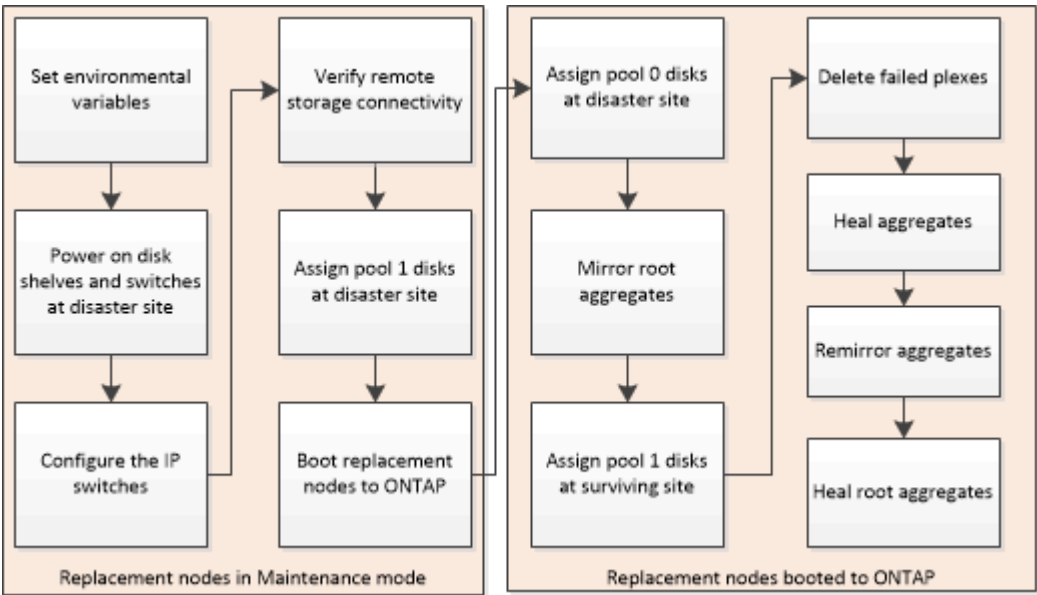 Set environmental
variables
Power on disk
shelves and switches
at disaster site
Configure the IP
switches
Verify remote
storage connectivity
Assign pool 1 disks
at disaster site
Boot replacement
nodes to ONTAP
Replacement nodes in Maintenance mode
Assign pool 0 disks
at disaster site
Mirror root
aggregates
Assign pool 1 disks
at surviving site
Delete failed plexes
Heal aggregates
Remirror aggregates
Heal root aggregates
Replacement nodes booted to ONTAP